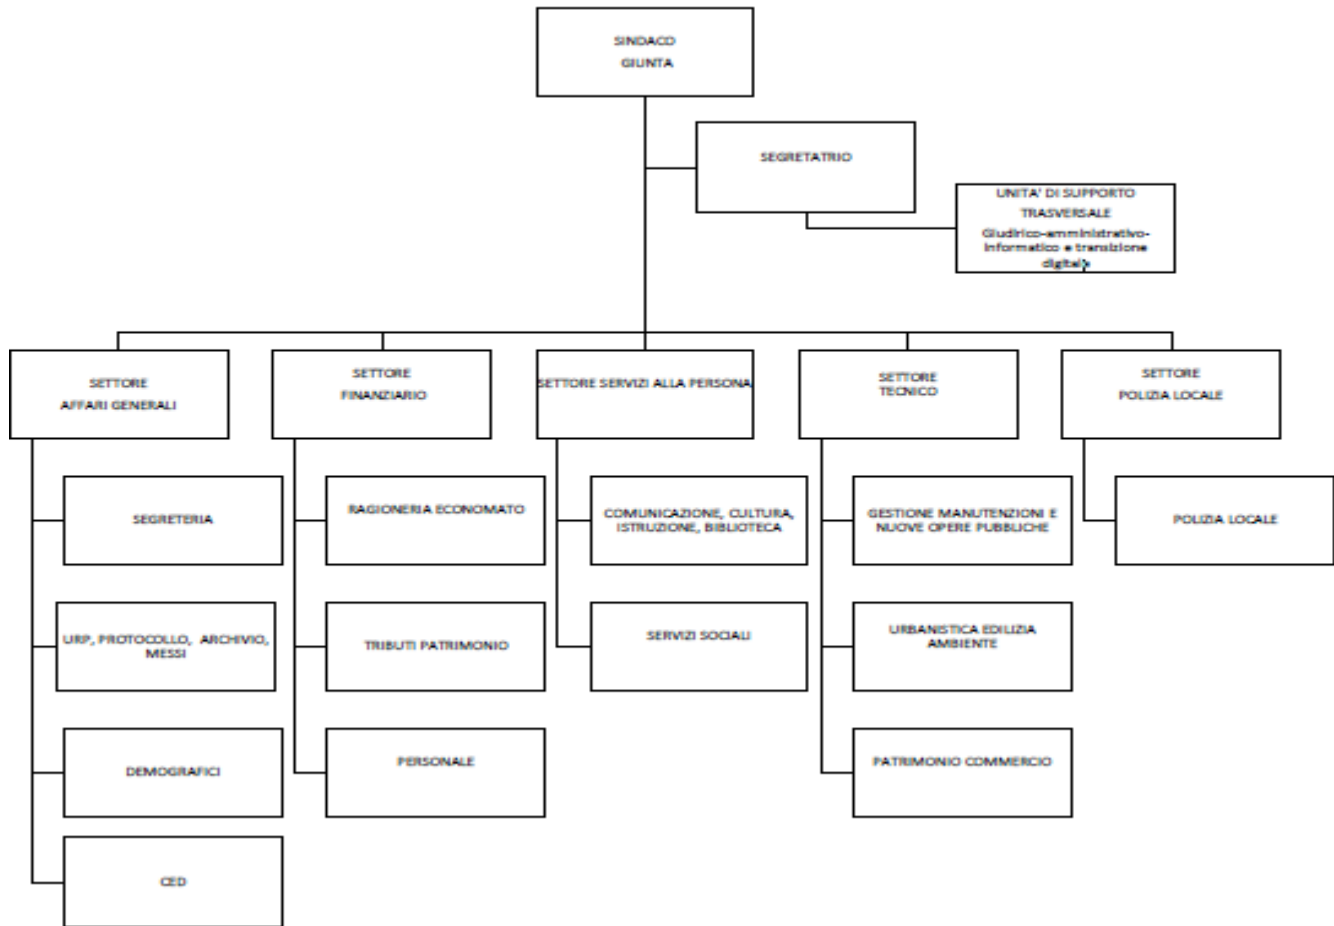 SINDACO
GIUNTA
SEGRETATRIO
UNITA' DI SUPPORTO
TRASVERSALE
Giudirico-amministrativo-
informatico e transizione
digitale
SETTORE
AFFARI GENERALI
SETTORE
FINANZIARIO
SETTORE SERVIZI ALLA PERSONA
SETTORE
TECNICO
SETTORE
POLIZIA LOCALE
SEGRETERIA
RAGIONERIA ECONOMATO
COMUNICAZIONE, CULTURA,
ISTRUZIONE, BIBLIOTECA
GESTIONE MANUTENZIONI E
NUOVE OPERE PUBBLICHE
POLIZIA LOCALE
URP, PROTOCOLLO, ARCHIVIO,
MESSI
TRIBUTI PATRIMONIO
SERVIZI SOCIALI
URBANISTICA EDILIZIA
AMBIENTE
DEMOGRAFICI
PERSONALE
PATRIMONIO COMMERCIO
CED